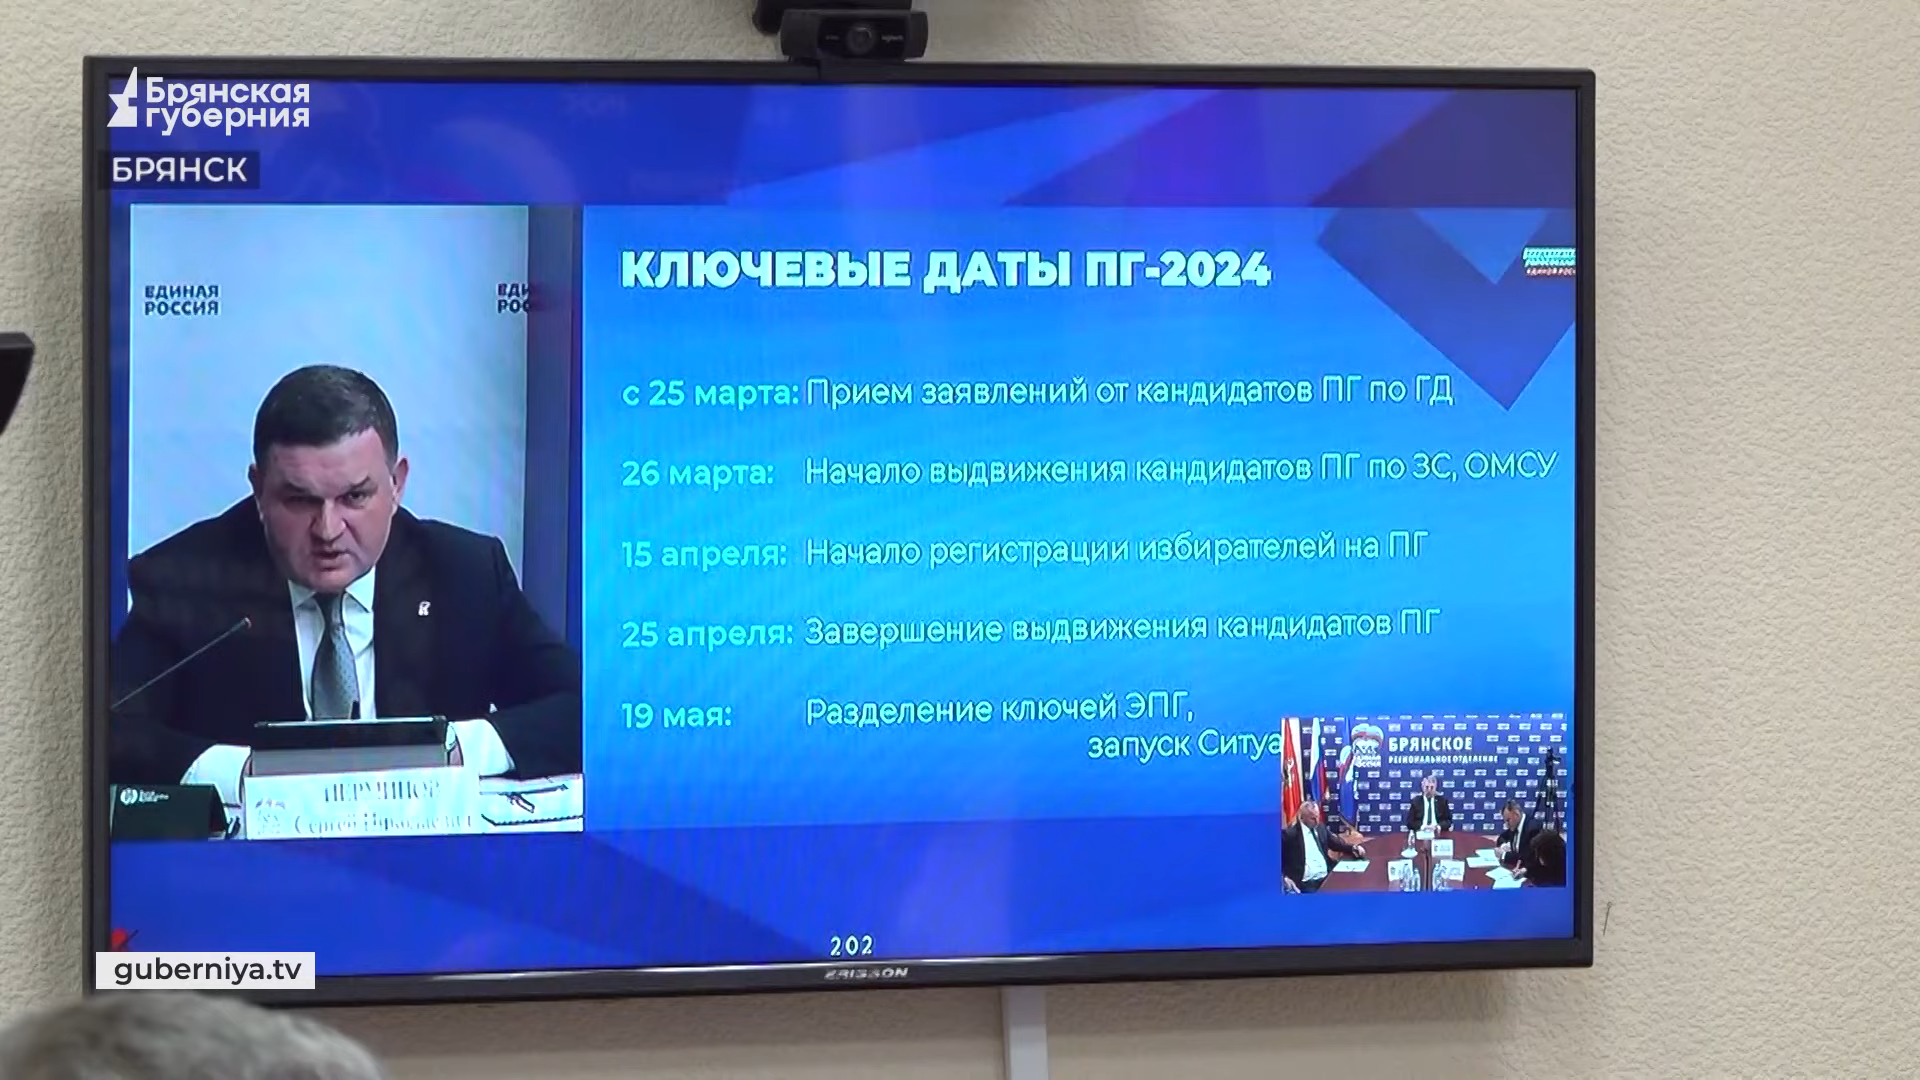 Брянская
губерния
БРЯНСК
ЕДИНАЯ
РОССИЯ
КЛЮЧЕВЫЕ ДАТЫ ПГ-2024
с 25 марта: Прием заявлений от кандидатов ПГ по ГД
26 марта: Начало выдвижения кандидатов ПГ по ЗС, ОМСУ
15 апреля: Начало регистрации избирателей на ПГ
25 апреля: Завершение выдвижения кандидатов ПГ
19 мая: Разделение ключей ЭПГ,
запуск Ситуа
БРЯНСКОЕ
РЕГИОНАЛЬНОЕ ОТДЕЛЕНИЕ
202
ERISSON
guberniya.tv